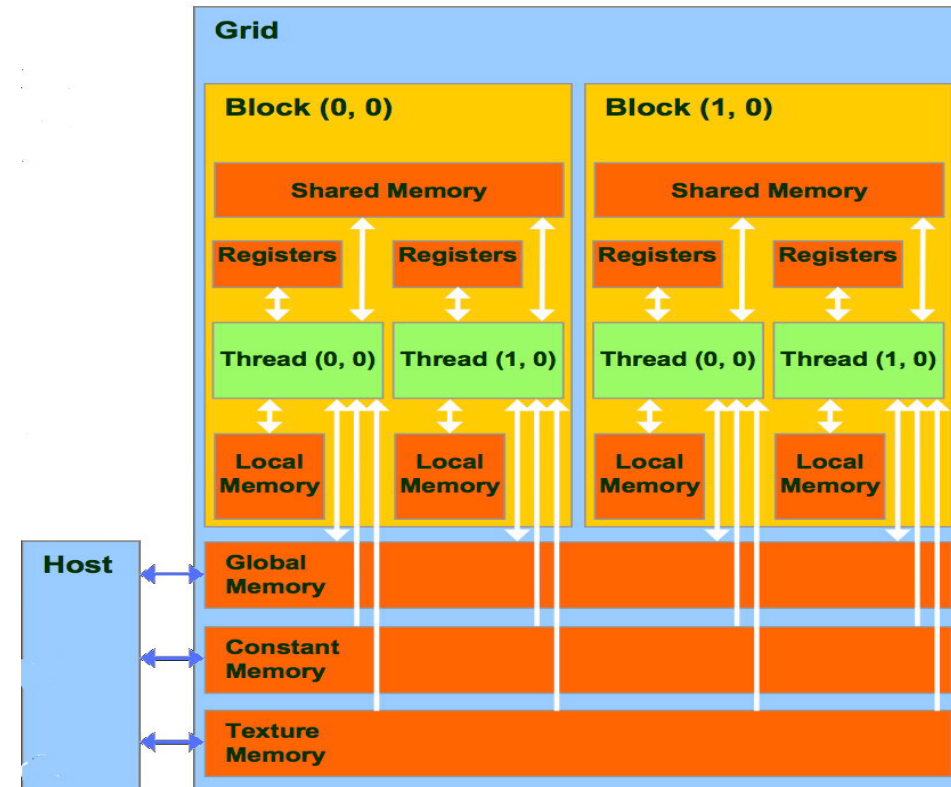 Grid
Block (0, 0)
Block (1, 0)
Shared Memory
Shared Memory
Registers
Registers
Registers
Registers
Thread (0, 0)
Thread (1, 0)
Thread (0, 0)
Thread (1, 0)
Local
Memory
Local
Memory
Local
Memory
Local
Memory
Host
Global
Memory
Constant
Memory
Texture
Memory